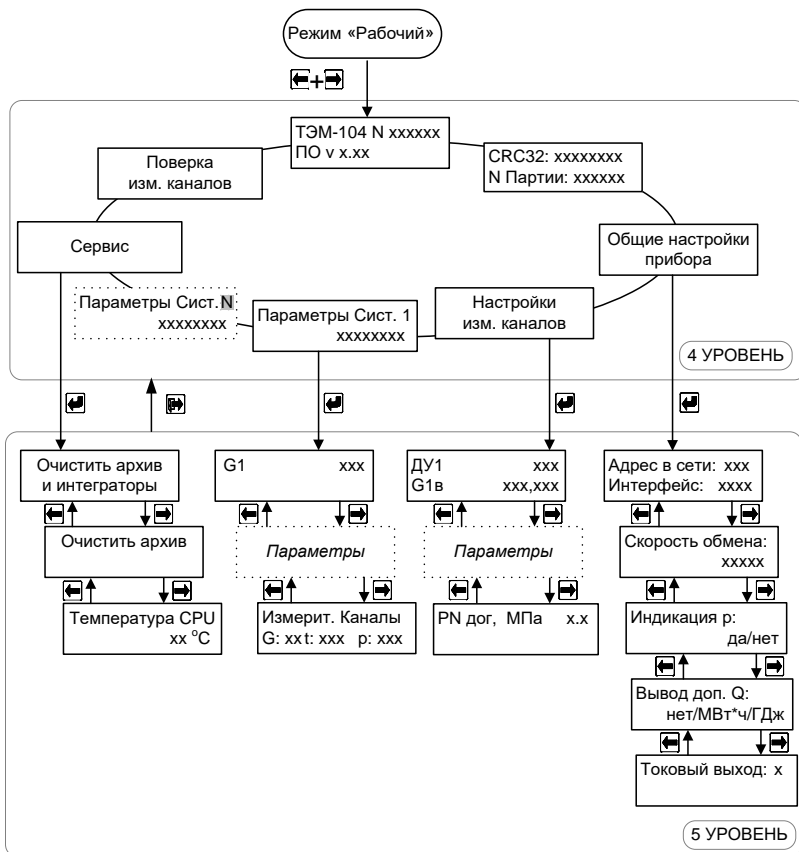 Режим «Рабочий»
+
ТЭМ-104 N xxxxxx
ПО v x.xx
CRC32: xxxxxxxx
N Партии: xxxxxx
Поверка
изм. каналов
Сервис
Общие настройки
прибора
Параметры Сист. N
xxxxxxxx
Параметры Сист. 1
xxxxxxxx
Настройки
изм. каналов
4 УРОВЕНЬ
Очистить архив
и интеграторы
Очистить архив
Температура CPU
xx °C
G1 xxx
Параметры
Измерит. Каналы
G: xx t: xxx p: xxx
ДУ1 xxx
G1в xxx,xxx
Параметры
PN дог, МПа x.x
Адрес в сети: xxx
Интерфейс: xxxx
Скорость обмена:
xxxxx
Индикация p:
да/нет
Вывод доп. Q:
нет/МВт*ч/ГДж
Токовый выход: x
5 УРОВЕНЬ